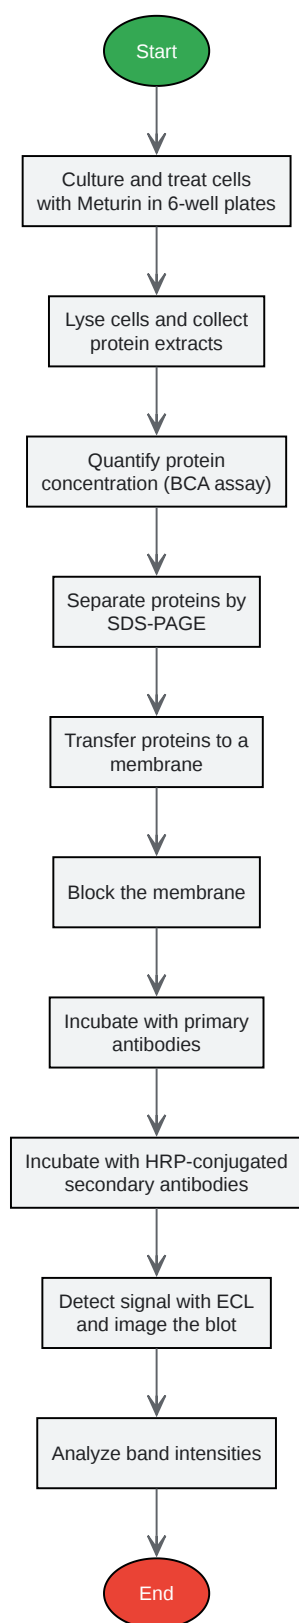 Start
Culture and treat cells
with Meturin in 6-well plates
Lyse cells and collect
protein extracts
Quantify protein
concentration (BCA assay)
Separate proteins by
SDS-PAGE
Transfer proteins to a
membrane
Block the membrane
Incubate with primary
antibodies
Incubate with HRP-conjugated
secondary antibodies
Detect signal with ECL
and image the blot
Analyze band intensities
End